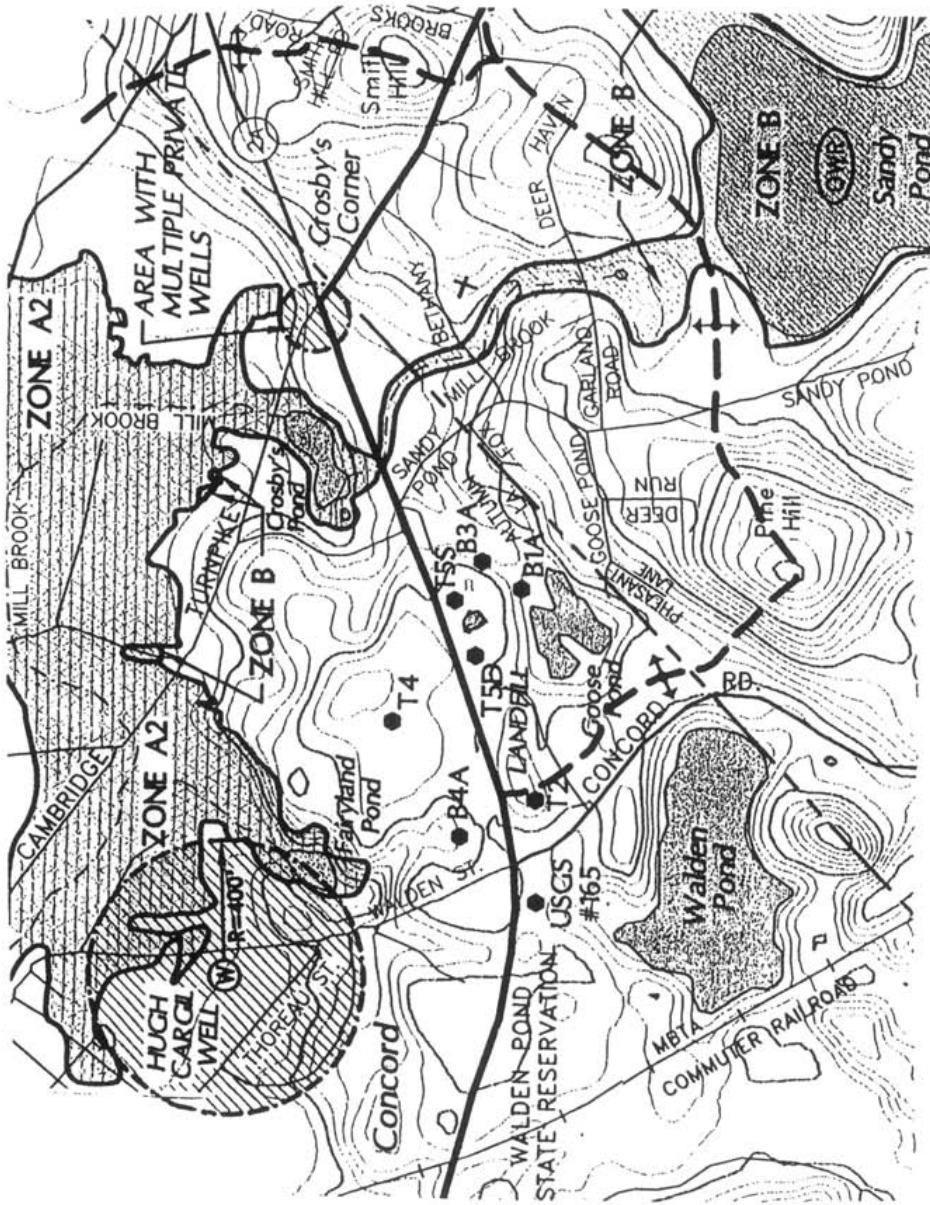 MILL BROOK
ZONE A2
AREA WITH
MULTIPLE PRIVATE
WELLS
ROAD
BROOKS
SMITH
HILL
Smith
Hill
2A
Crosby's
Corner
CAMBRIDGE
TURNPIKE
MILL
BROOK
Crosby's
Pond
ZONE B
ZONE A2
HUGH
CARGIL
WELL
W
R=400'
THOREAU ST.
Fairyland
Pond
WALDEN ST.
Concord
B4A
T4
T5S
T5D
B3A
B1A
T2
LANDFILL
USGS
#165
WALDEN POND
STATE RESERVATION
Goose
Pond
CONCORD
RD.
Walden
Pond
MBTA
COMMUTER RAILROAD
P
SANDY
POND
AUTUMN
LA
FOX
MILL BROOK
BETHANY
DEER
HAVEN
ZONE B
GOOSE POND
GARLAND
ROAD
DEER
RUN
PHEASANT
LANE
Pine
Hill
SANDY POND
ZONE B
OWR
Sandy
Pond